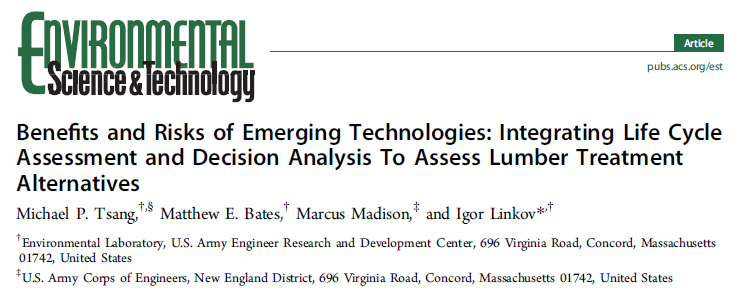 ENVIRONMENTAL
Science & Technology
Article
pubs.acs.org/est
Benefits and Risks of Emerging Technologies: Integrating Life Cycle
Assessment and Decision Analysis To Assess Lumber Treatment
Alternatives
Michael P. Tsang,†,§ Matthew E. Bates,† Marcus Madison,‡ and Igor Linkov*,†
†Environmental Laboratory, U.S. Army Engineer Research and Development Center, 696 Virginia Road, Concord, Massachusetts
01742, United States
‡U.S. Army Corps of Engineers, New England District, 696 Virginia Road, Concord, Massachusetts 01742, United States